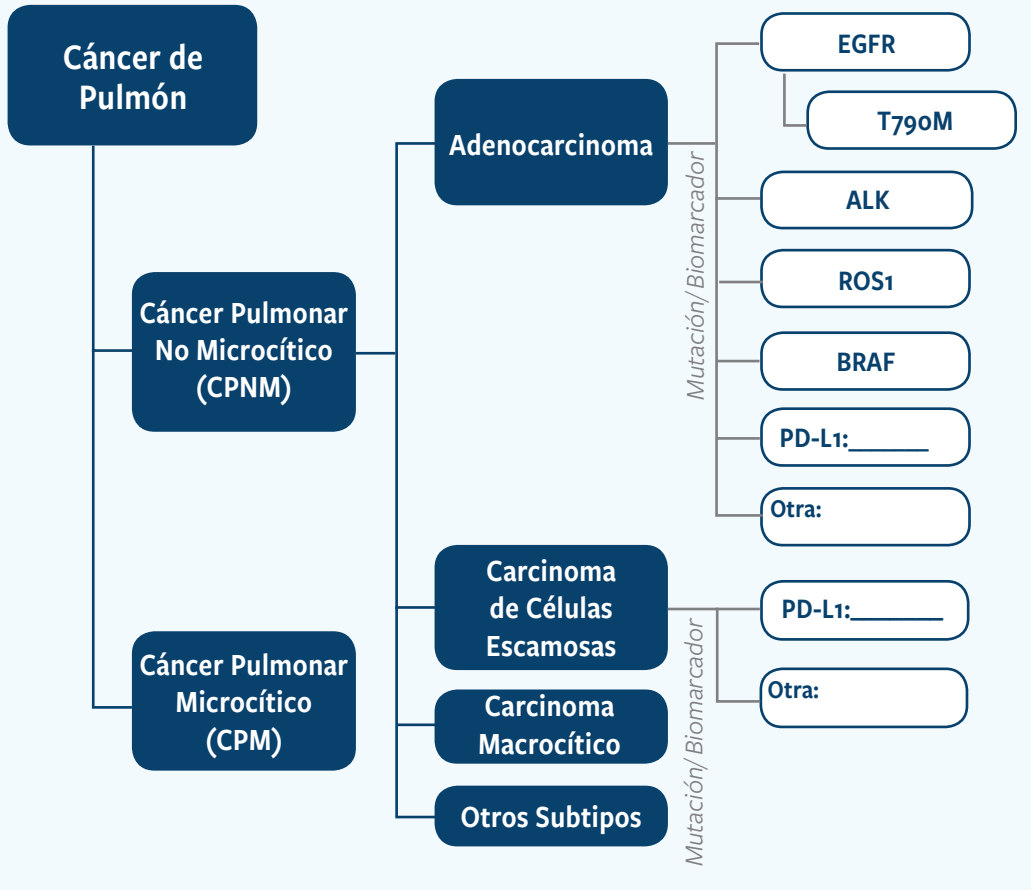 Cáncer de
Pulmón
Cáncer Pulmonar
No Microcítico
(CPNM)
Cáncer Pulmonar
Microcítico
(CPM)
Adenocarcinoma
Mutación/ Biomarcador
EGFR
T790M
ALK
ROS1
BRAF
PD-L1:_______
Otra:
Carcinoma
de Células
Escamosas
Mutación/ Biomarcador
PD-L1:________
Otra:
Carcinoma
Macrocítico
Otros Subtipos